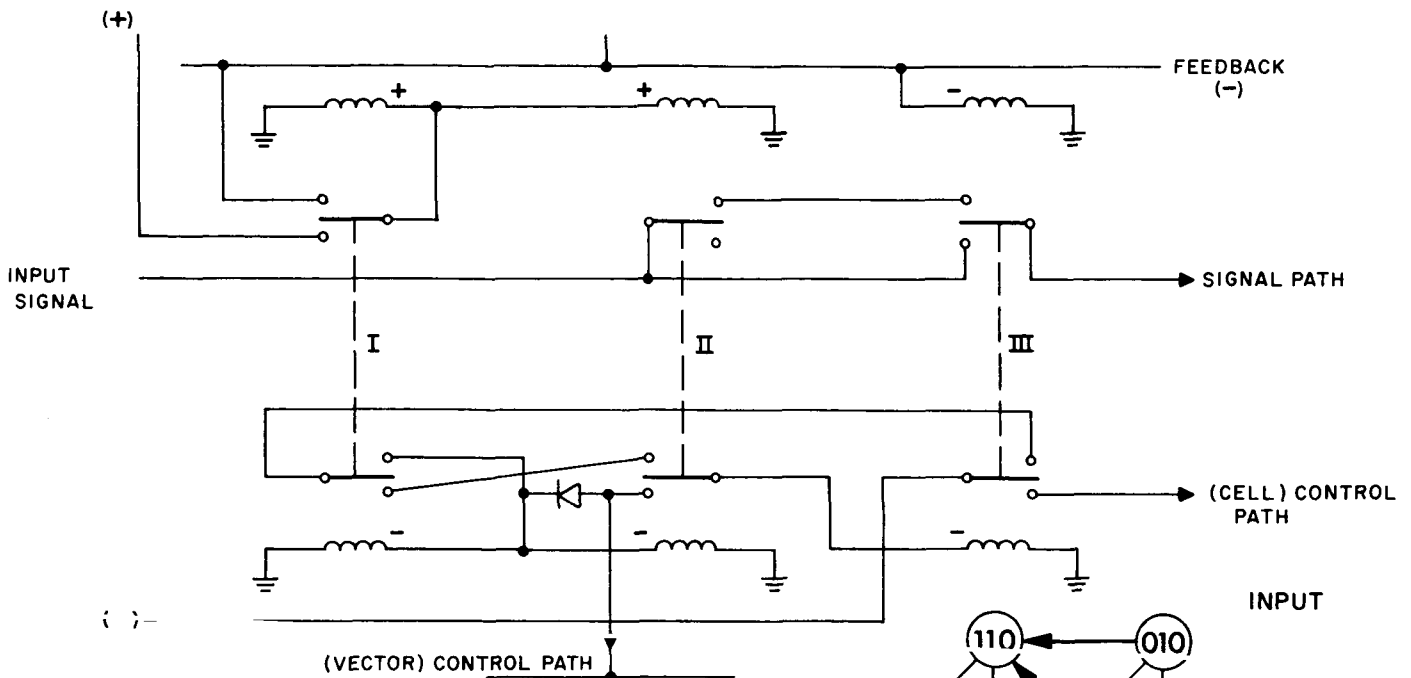 (+)
FEEDBACK
(-)
+
+
-
INPUT
SIGNAL
SIGNAL PATH
I
II
III
(CELL) CONTROL
PATH
-
-
-
INPUT
( )-
110
010
(VECTOR) CONTROL PATH